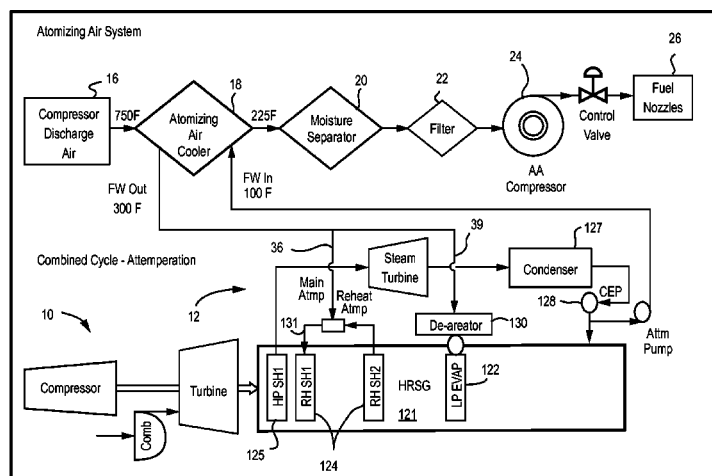 Atomizing Air System
16
Compressor
Discharge
Air
750F
18
Atomizing
Air
Cooler
225F
20
Moisture
Separator
22
Filter
24
AA
Compressor
Control
Valve
26
Fuel
Nozzles
FW Out
300 F
FW In
100 F
36
39
Combined Cycle - Attemperation
10
12
Main
Atmp
Reheat
Atmp
131
Steam
Turbine
127
Condenser
CEP
128
De-areator
130
Attm
Pump
Compressor
Comb
Turbine
HP SH1
125
RH SH1
RH SH2
124
HRSG
121
LP EVAP
122